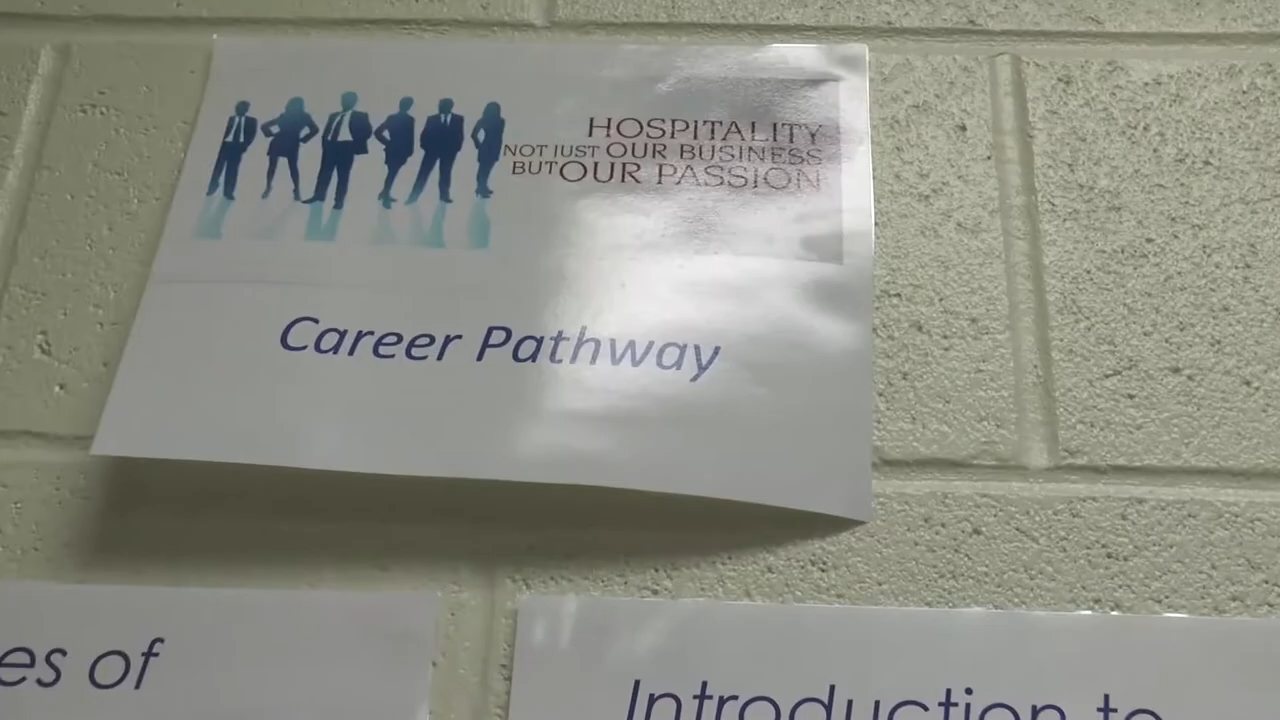 HOSPITALITY
NOT JUST OUR BUSINESS
BUT OUR PASSION
Career Pathway
es of
Introduction to